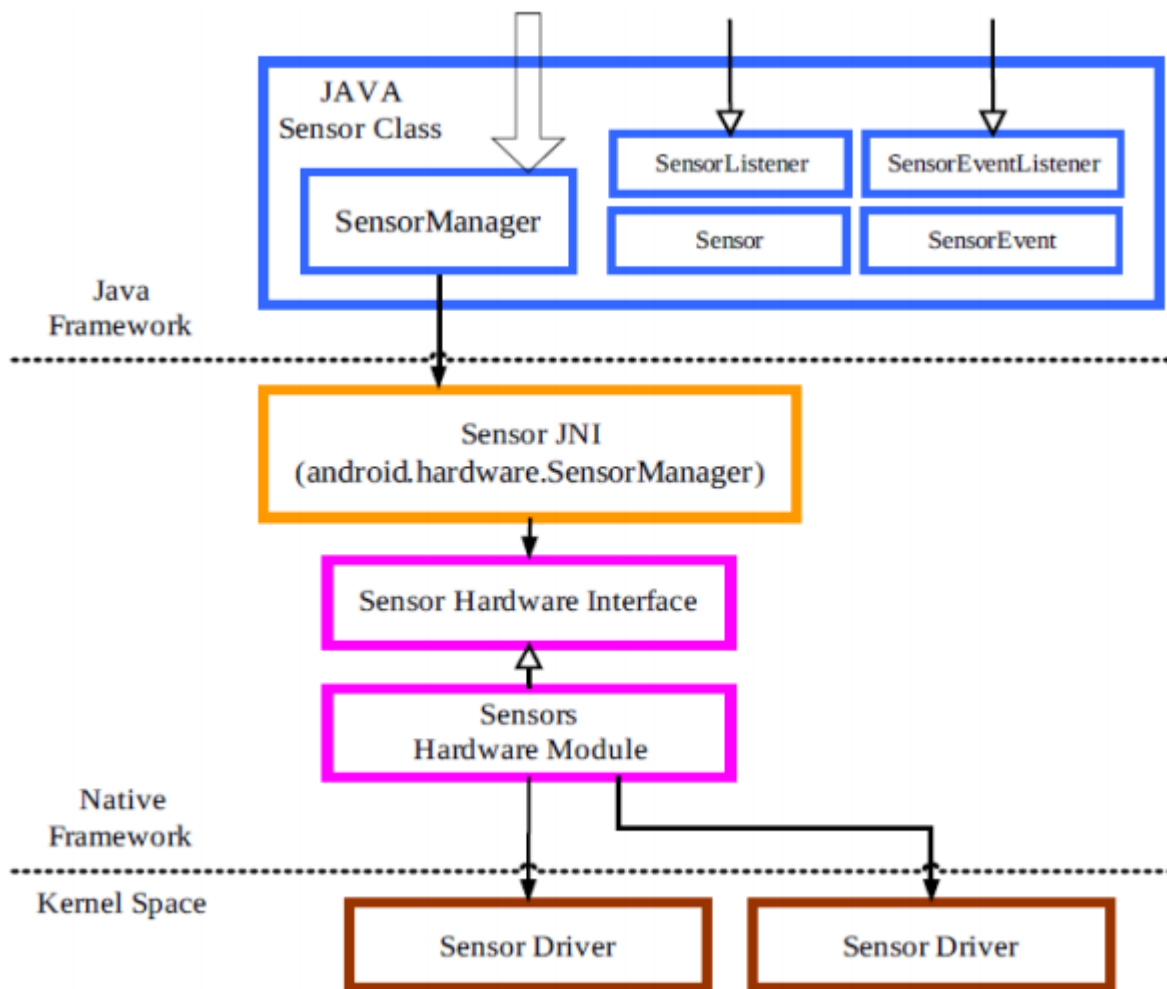 JAVA
Sensor Class
SensorManager
SensorListener
SensorEventListener
Sensor
SensorEvent
Java
Framework
Sensor JNI
(android.hardware.SensorManager)
Sensor Hardware Interface
Sensors
Hardware Module
Native
Framework
Kernel Space
Sensor Driver
Sensor Driver